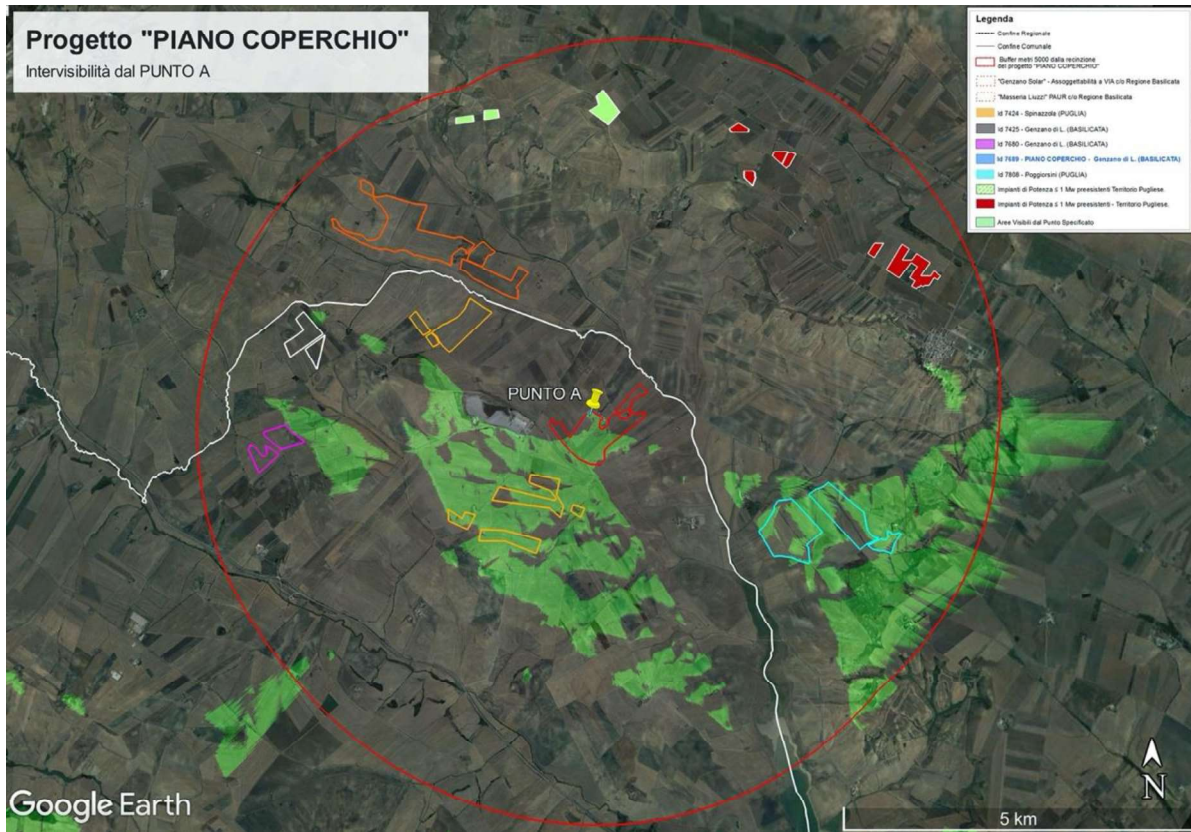 Progetto "PIANO COPERCHIO"
Intervisibilità dal PUNTO A
Legenda
Confine Regionale
Confine Comunale
Buffer metri 5000 dalla recinzione
del progetto "PIANO COPERCHIO"
"Genzano Solar" - Assoggettabilità a VIA c/o Regione Basilicata
"Masseria Liuzzi" PAUR c/o Regione Basilicata
Id 7424 - Spinazzola (PUGLIA)
Id 7425 - Genzano di L. (BASILICATA)
Id 7680 - Genzano di L. (BASILICATA)
Id 7689 - PIANO COPERCHIO - Genzano di L. (BASILICATA)
Id 7808 - Poggiorsini (PUGLIA)
Impianti di Potenza ≤ 1 Mw preesistenti Territorio Pugliese.
Impianti di Potenza ≤ 1 Mw preesistenti - Territorio Pugliese.
Aree Visibili dal Punto Specificato
PUNTO A
N
Google Earth
5 km